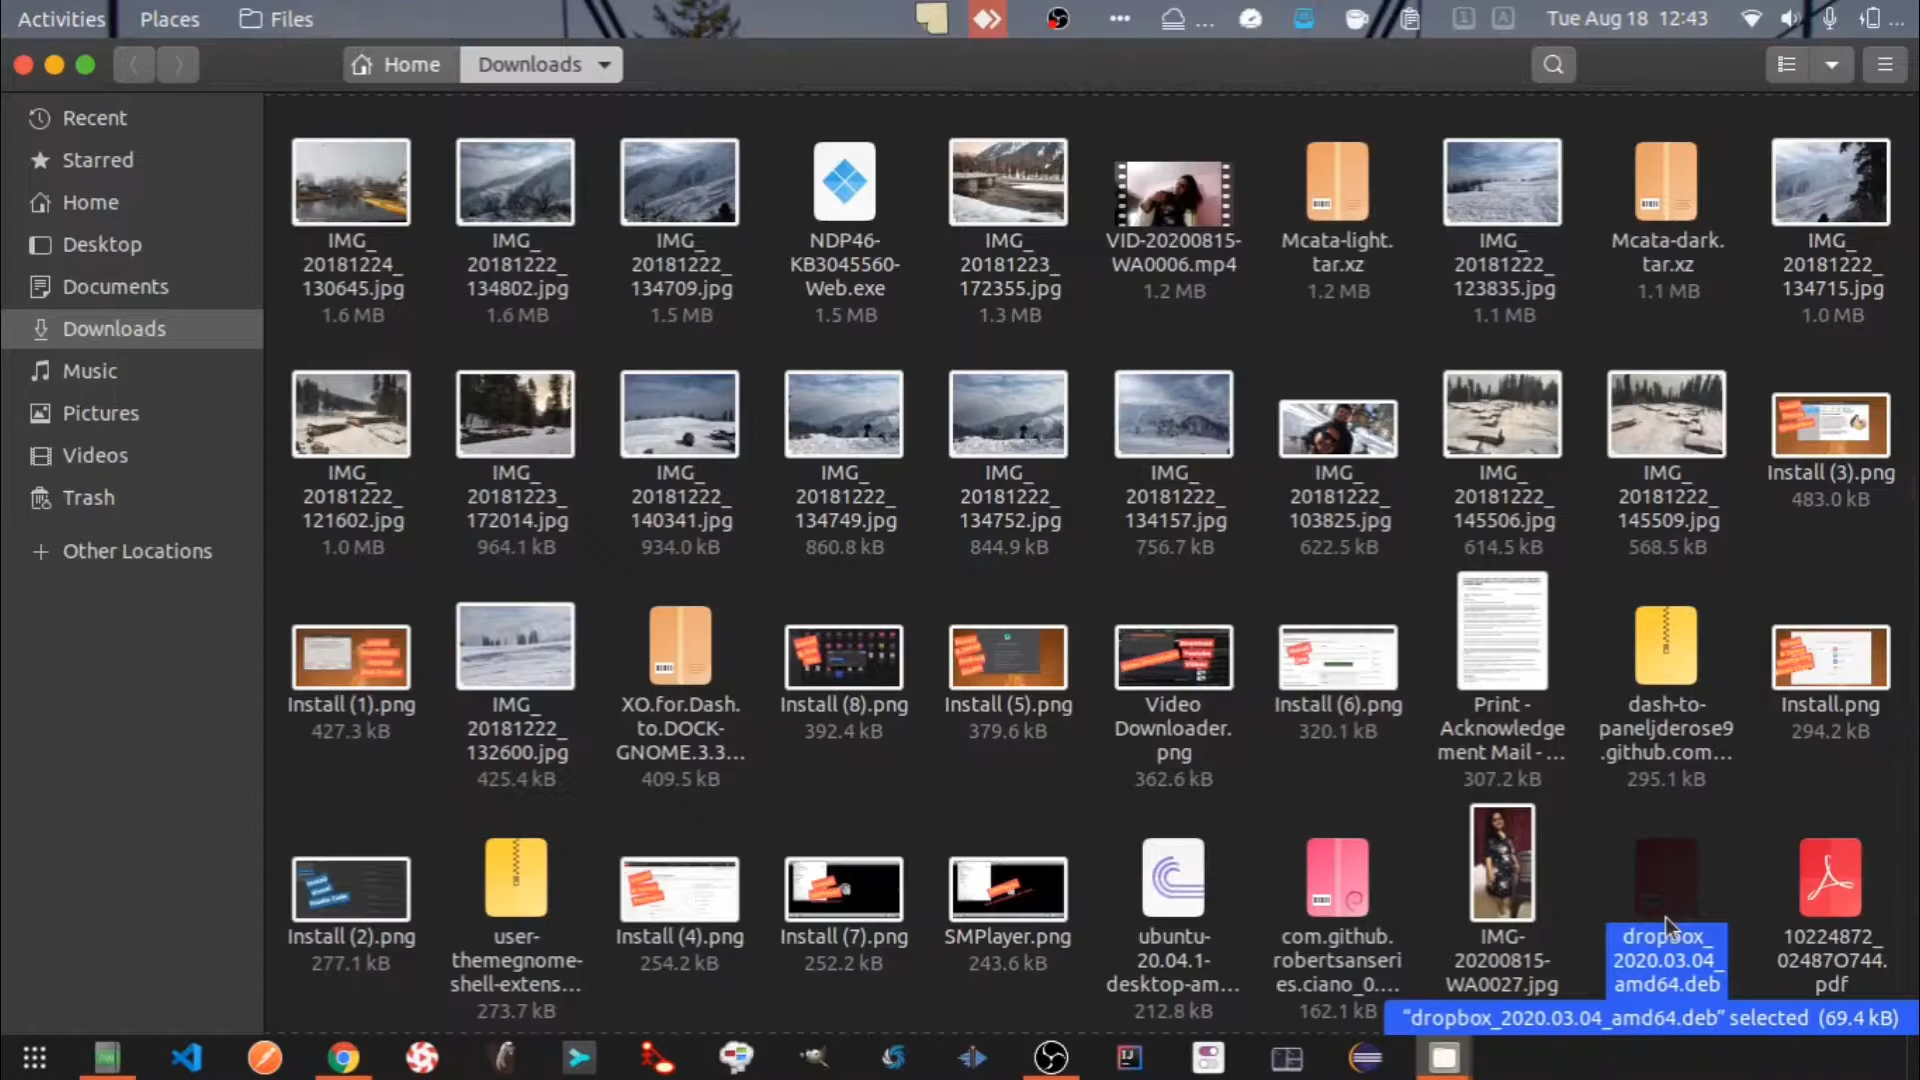 Activities Places Files
... Tue Aug 18 12:43 ...
Home Downloads
Recent
Starred
Home
Desktop
Documents
Downloads
Music
Pictures
Videos
Trash
Other Locations
IMG_
20181224_
130645.jpg
1.6 MB
IMG_
20181222_
134802.jpg
1.6 MB
IMG_
20181222_
134709.jpg
1.5 MB
NDP46-
KB3045560-
Web.exe
1.5 MB
IMG_
20181223_
172355.jpg
1.3 MB
VID-20200815-
WA0006.mp4
1.2 MB
Mcata-light.
tar.xz
1.2 MB
IMG_
20181222_
123835.jpg
1.1 MB
Mcata-dark.
tar.xz
1.1 MB
IMG_
20181222_
134715.jpg
1.0 MB
IMG_
20181222_
121602.jpg
1.0 MB
IMG_
20181223_
172014.jpg
964.1 kB
IMG_
20181222_
140341.jpg
934.0 kB
IMG_
20181222_
134749.jpg
860.8 kB
IMG_
20181222_
134752.jpg
844.9 kB
IMG_
20181222_
134157.jpg
756.7 kB
IMG_
20181222_
103825.jpg
622.5 kB
IMG_
20181222_
145506.jpg
614.5 kB
IMG_
20181222_
145509.jpg
568.5 kB
Install (3).png
483.0 kB
Install (1).png
427.3 kB
IMG_
20181222_
132600.jpg
425.4 kB
XO.for.Dash.
to.DOCK-
GNOME.3.3...
409.5 kB
Install (8).png
392.4 kB
Install (5).png
379.6 kB
Video
Downloader.
png
362.6 kB
Install (6).png
320.1 kB
Print -
Acknowledge
ment Mail - ...
307.2 kB
dash-to-
paneljderose9
.github.com...
295.1 kB
Install.png
294.2 kB
Install (2).png
277.1 kB
user-
themegnome-
shell-extens...
273.7 kB
Install (4).png
254.2 kB
Install (7).png
252.2 kB
SMPlayer.png
243.6 kB
ubuntu-
20.04.1-
desktop-am...
212.8 kB
com.github.
robertsanseri
es.ciano_0....
162.1 kB
IMG-
20200815-
WA0027.jpg
dropbox_
2020.03.04_
amd64.deb
10224872_
02487O744.
pdf
"dropbox_2020.03.04_amd64.deb" selected (69.4 kB)